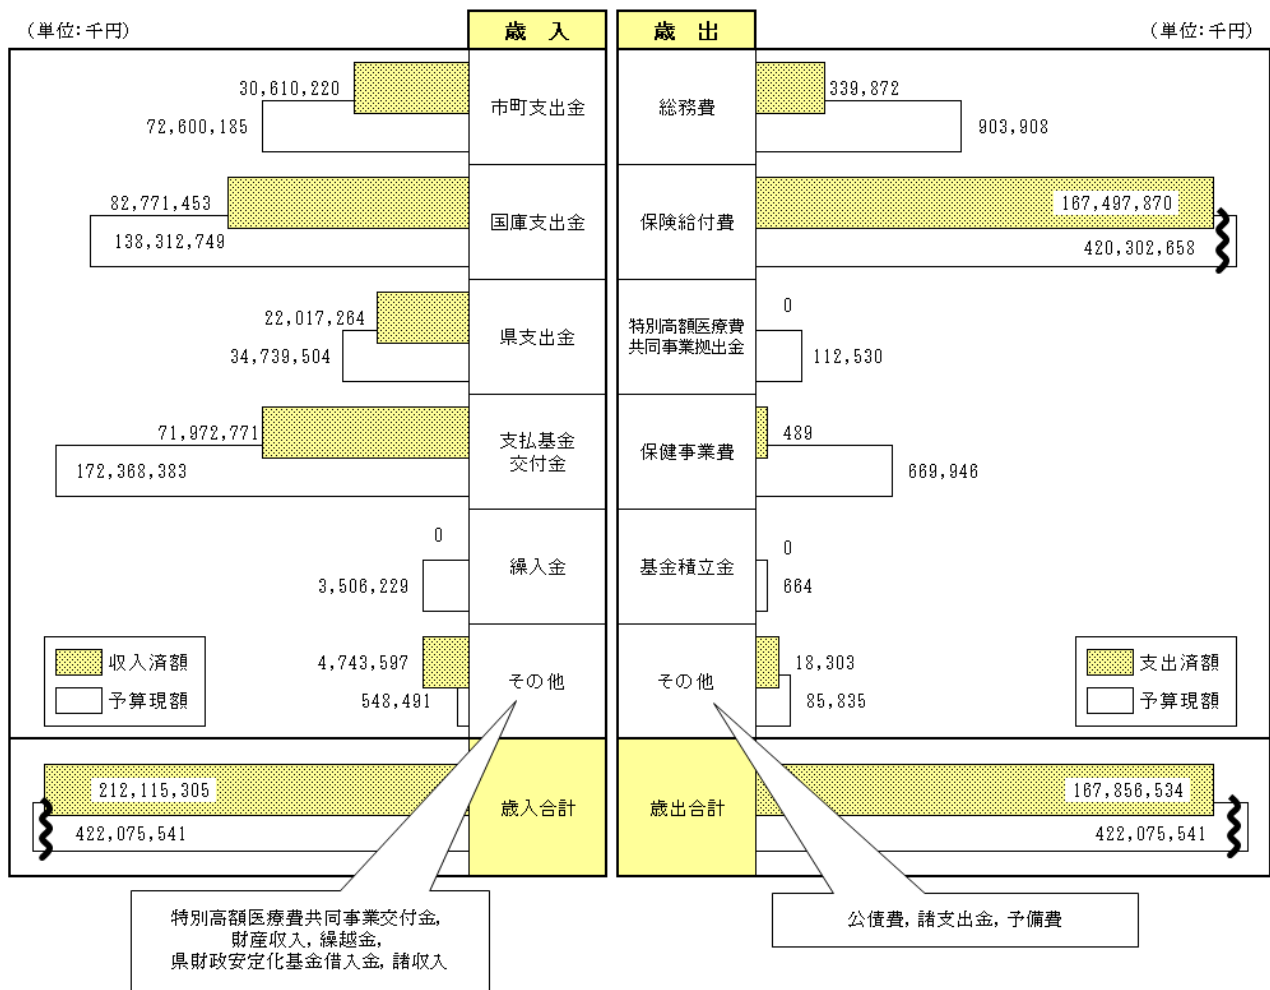 (単位:千円)
歳 入
歳 出
(単位:千円)
30,610,220
72,600,185
市町支出金
総務費
339,872
903,908
82,771,453
138,312,749
国庫支出金
保険給付費
167,497,870
420,302,658
22,017,264
34,739,504
県支出金
特別高額医療費
共同事業拠出金
0
112,530
71,972,771
172,368,383
支払基金
交付金
保健事業費
489
669,946
0
3,506,229
繰入金
基金積立金
0
664
収入済額
予算現額
4,743,597
548,491
その他
その他
18,303
85,835
支出済額
予算現額
212,115,305
422,075,541
歳入合計
歳出合計
167,856,534
422,075,541
特別高額医療費共同事業交付金,
財産収入, 繰越金,
県財政安定化基金借入金, 諸収入
公債費, 諸支出金, 予備費